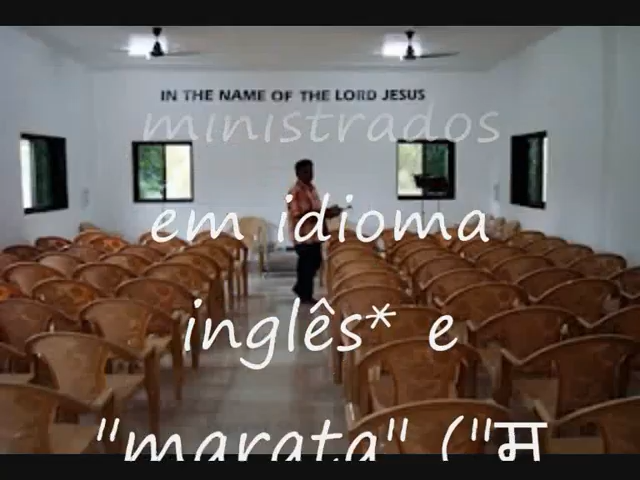 IN THE NAME OF THE LORD JESUS
ministrados
em idioma
inglês* e
"marata" ("म